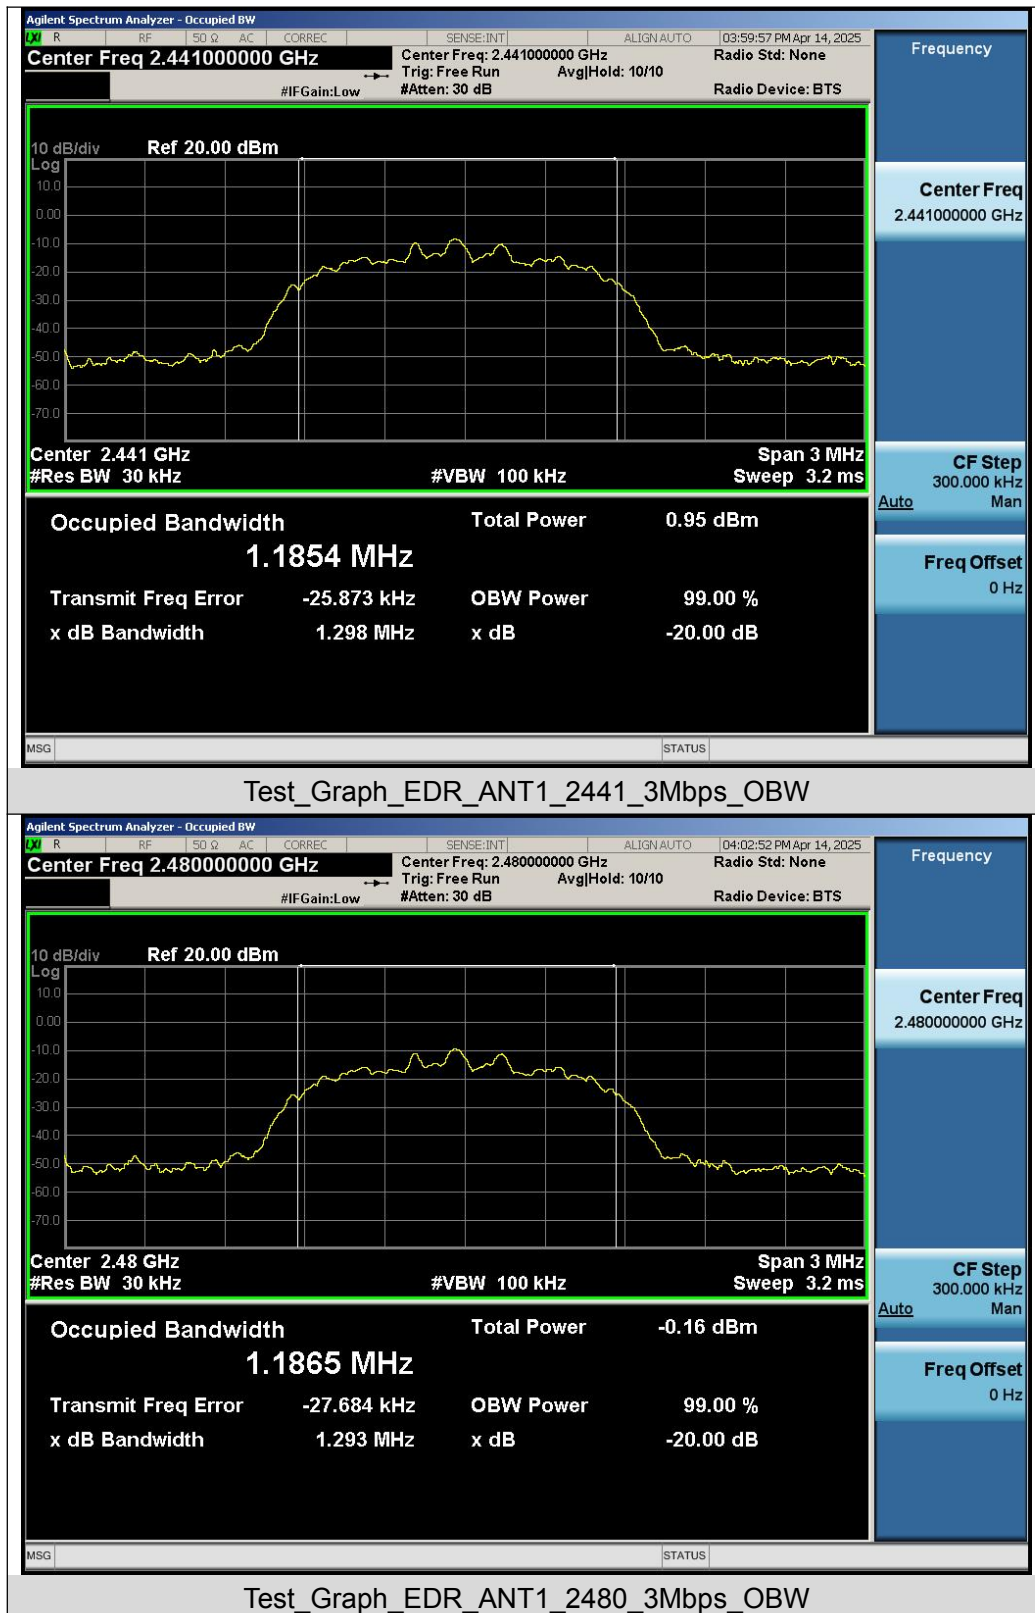 Agilent Spectrum Analyzer - Occupied BW
LXI R RF 50 Ω AC CORREC SENSE:INT ALIGN AUTO 03:59:57 PM Apr 14, 2025
Center Freq 2.441000000 GHz
Center Freq: 2.441000000 GHz Radio Std: None
Trig: Free Run Avg|Hold: 10/10
#IFGain:Low #Atten: 30 dB Radio Device: BTS
Frequency
10 dB/div Ref 20.00 dBm
Log
10.0
0.00
-10.0
-20.0
-30.0
-40.0
-50.0
-60.0
-70.0
Center 2.441 GHz Span 3 MHz
#Res BW 30 kHz #VBW 100 kHz Sweep 3.2 ms
Occupied Bandwidth Total Power 0.95 dBm
1.1854 MHz
Transmit Freq Error -25.873 kHz OBW Power 99.00 %
x dB Bandwidth 1.298 MHz x dB -20.00 dB
Center Freq
2.441000000 GHz
CF Step
300.000 kHz
Auto Man
Freq Offset
0 Hz
MSG STATUS
Test_Graph_EDR_ANT1_2441_3Mbps_OBW
Agilent Spectrum Analyzer - Occupied BW
LXI R RF 50 Ω AC CORREC SENSE:INT ALIGN AUTO 04:02:52 PM Apr 14, 2025
Center Freq 2.480000000 GHz
Center Freq: 2.480000000 GHz Radio Std: None
Trig: Free Run Avg|Hold: 10/10
#IFGain:Low #Atten: 30 dB Radio Device: BTS
Frequency
10 dB/div Ref 20.00 dBm
Log
10.0
0.00
-10.0
-20.0
-30.0
-40.0
-50.0
-60.0
-70.0
Center 2.48 GHz Span 3 MHz
#Res BW 30 kHz #VBW 100 kHz Sweep 3.2 ms
Occupied Bandwidth Total Power -0.16 dBm
1.1865 MHz
Transmit Freq Error -27.684 kHz OBW Power 99.00 %
x dB Bandwidth 1.293 MHz x dB -20.00 dB
Center Freq
2.480000000 GHz
CF Step
300.000 kHz
Auto Man
Freq Offset
0 Hz
MSG STATUS
Test_Graph_EDR_ANT1_2480_3Mbps_OBW